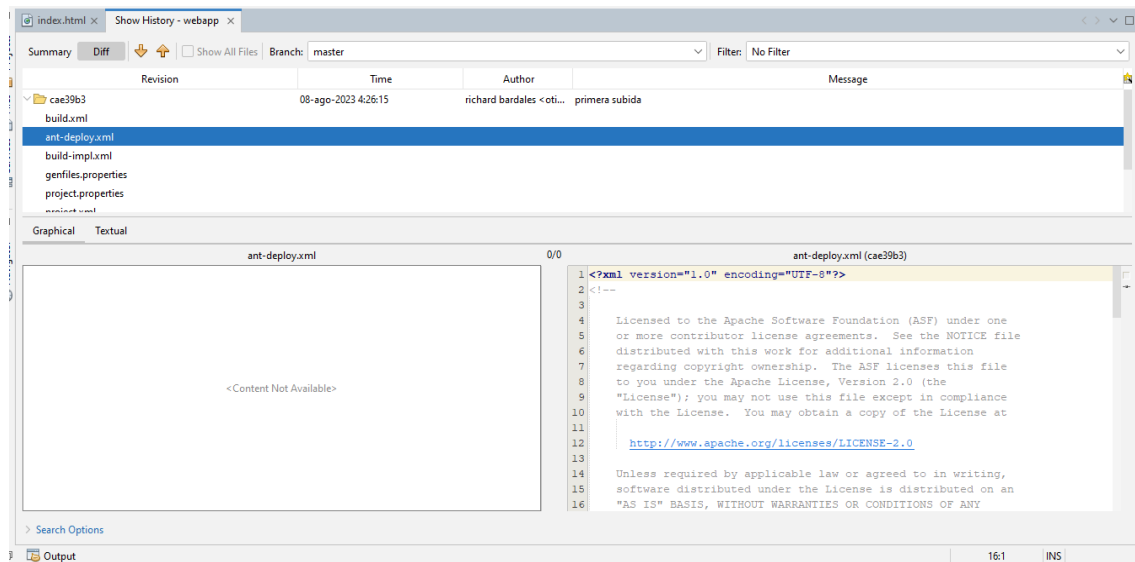 index.html × Show History - webapp ×
Summary Diff Show All Files Branch: master Filter: No Filter
Revision Time Author Message
cae39b3 08-ago-2023 4:26:15 richard bardales <oti... primera subida
build.xml
ant-deploy.xml
build-impl.xml
genfiles.properties
project.properties
project.xml
Graphical Textual
ant-deploy.xml 0/0 ant-deploy.xml (cae39b3)
<Content Not Available>
1 <?xml version="1.0" encoding="UTF-8"?>
2 <!--
3
4 Licensed to the Apache Software Foundation (ASF) under one
5 or more contributor license agreements.  See the NOTICE file
6 distributed with this work for additional information
7 regarding copyright ownership.  The ASF licenses this file
8 to you under the Apache License, Version 2.0 (the
9 "License"); you may not use this file except in compliance
10 with the License.  You may obtain a copy of the License at
11
12 http://www.apache.org/licenses/LICENSE-2.0
13
14 Unless required by applicable law or agreed to in writing,
15 software distributed under the License is distributed on an
16 "AS IS" BASIS, WITHOUT WARRANTIES OR CONDITIONS OF ANY
Search Options
Output 16:1 INS